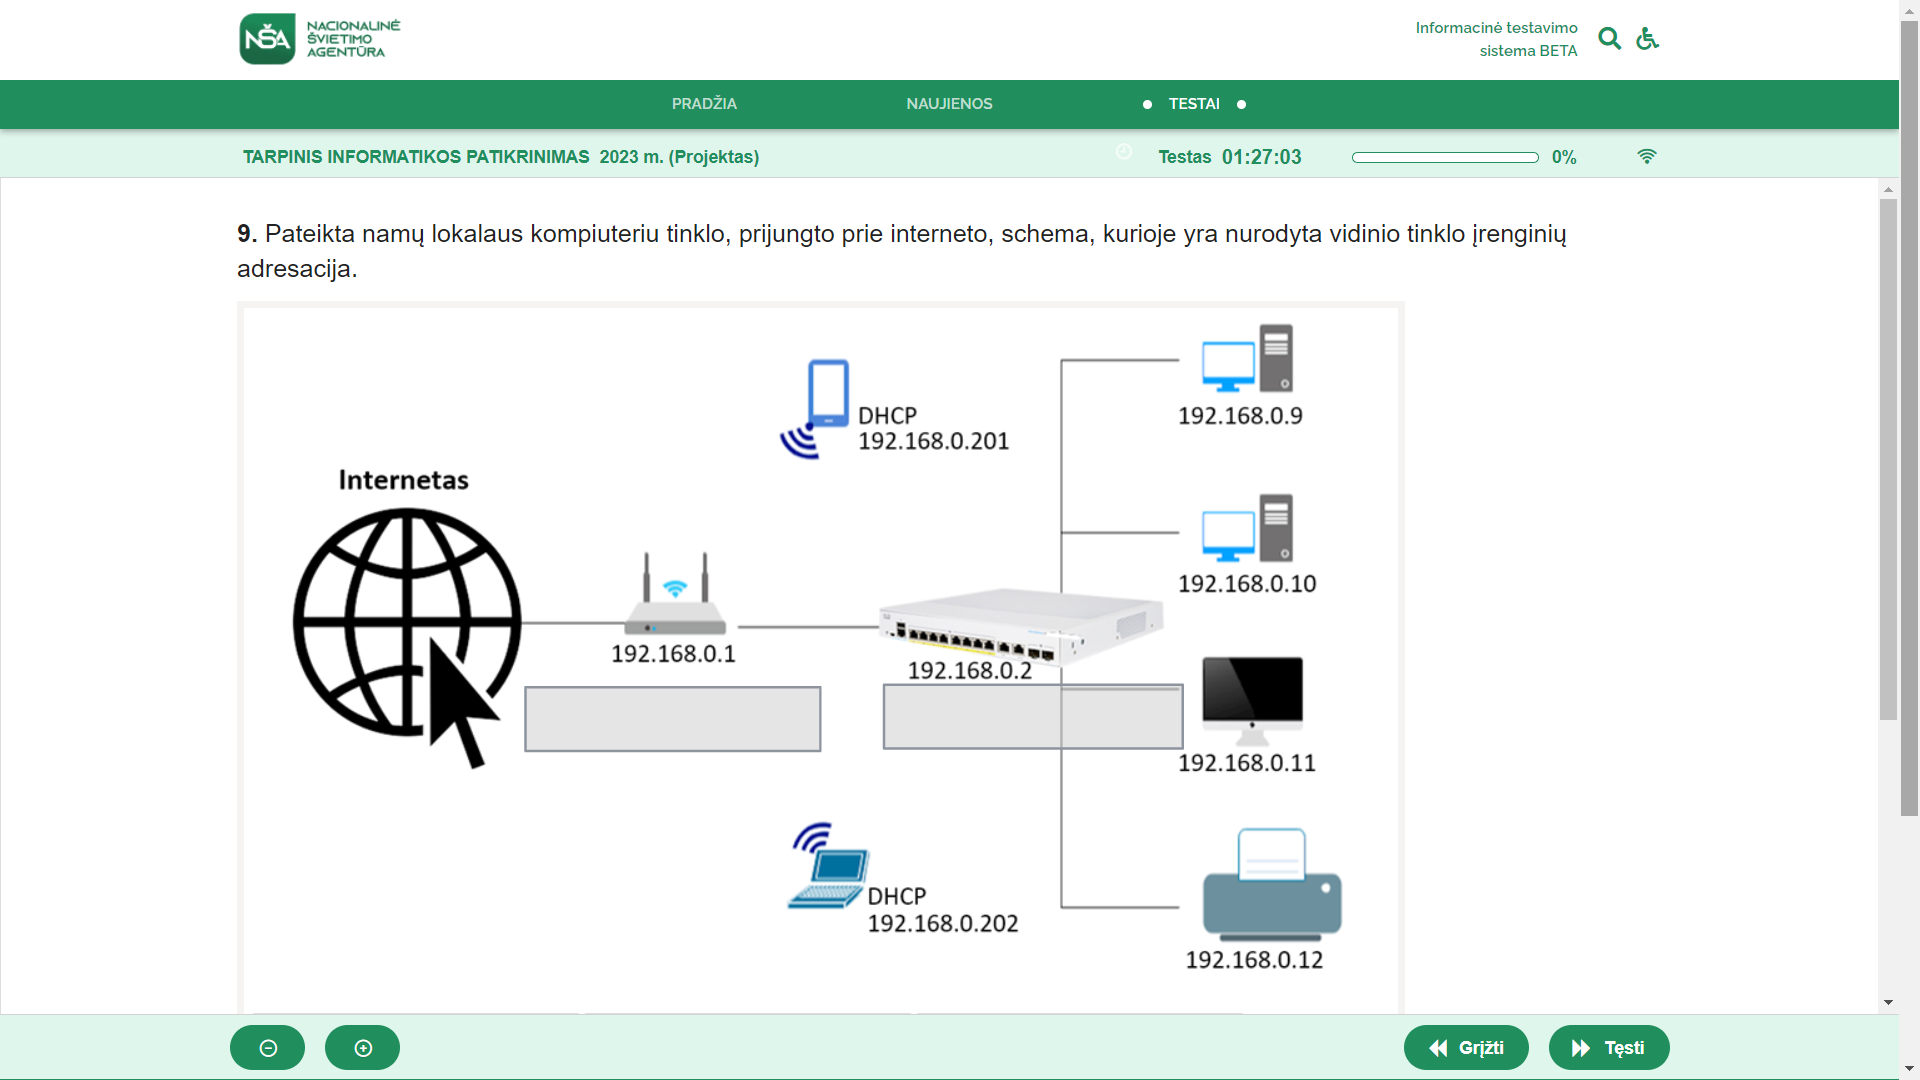 NŠA
NACIONALINĖ
ŠVIETIMO
AGENTŪRA
Informacinė testavimo
sistema BETA
PRADŽIA
NAUJIENOS
TESTAI
TARPINIS INFORMATIKOS PATIKRINIMAS 2023 m. (Projektas)
Testas 01:27:03
0%
9. Pateikta namų lokalaus kompiuteriu tinklo, prijungto prie interneto, schema, kurioje yra nurodyta vidinio tinklo įrenginių
adresacija.
DHCP
192.168.0.201
192.168.0.9
Internetas
192.168.0.10
192.168.0.1
192.168.0.2
192.168.0.11
DHCP
192.168.0.202
192.168.0.12
Grįžti
Tęsti